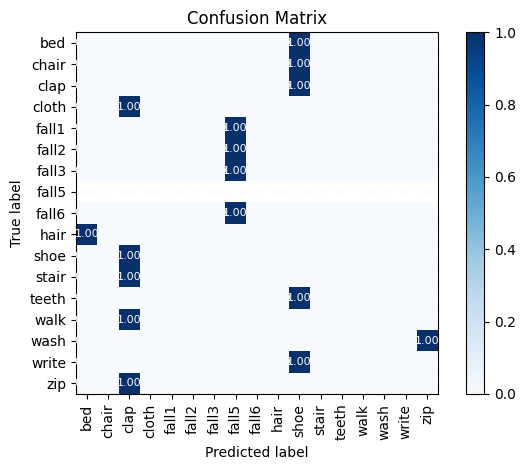 Confusion Matrix
bed 1.00
chair 1.00
clap 1.00
cloth 1.00
fall1 1.00
fall2 1.00
fall3 1.00
fall5
fall6 1.00
hair 1.00
shoe 1.00
stair 1.00
teeth 1.00
walk 1.00
wash 1.00
write 1.00
zip 1.00
True label
bed chair clap cloth fall1 fall2 fall3 fall5 fall6 hair shoe stair teeth walk wash write zip
Predicted label
1.0
0.8
0.6
0.4
0.2
0.0